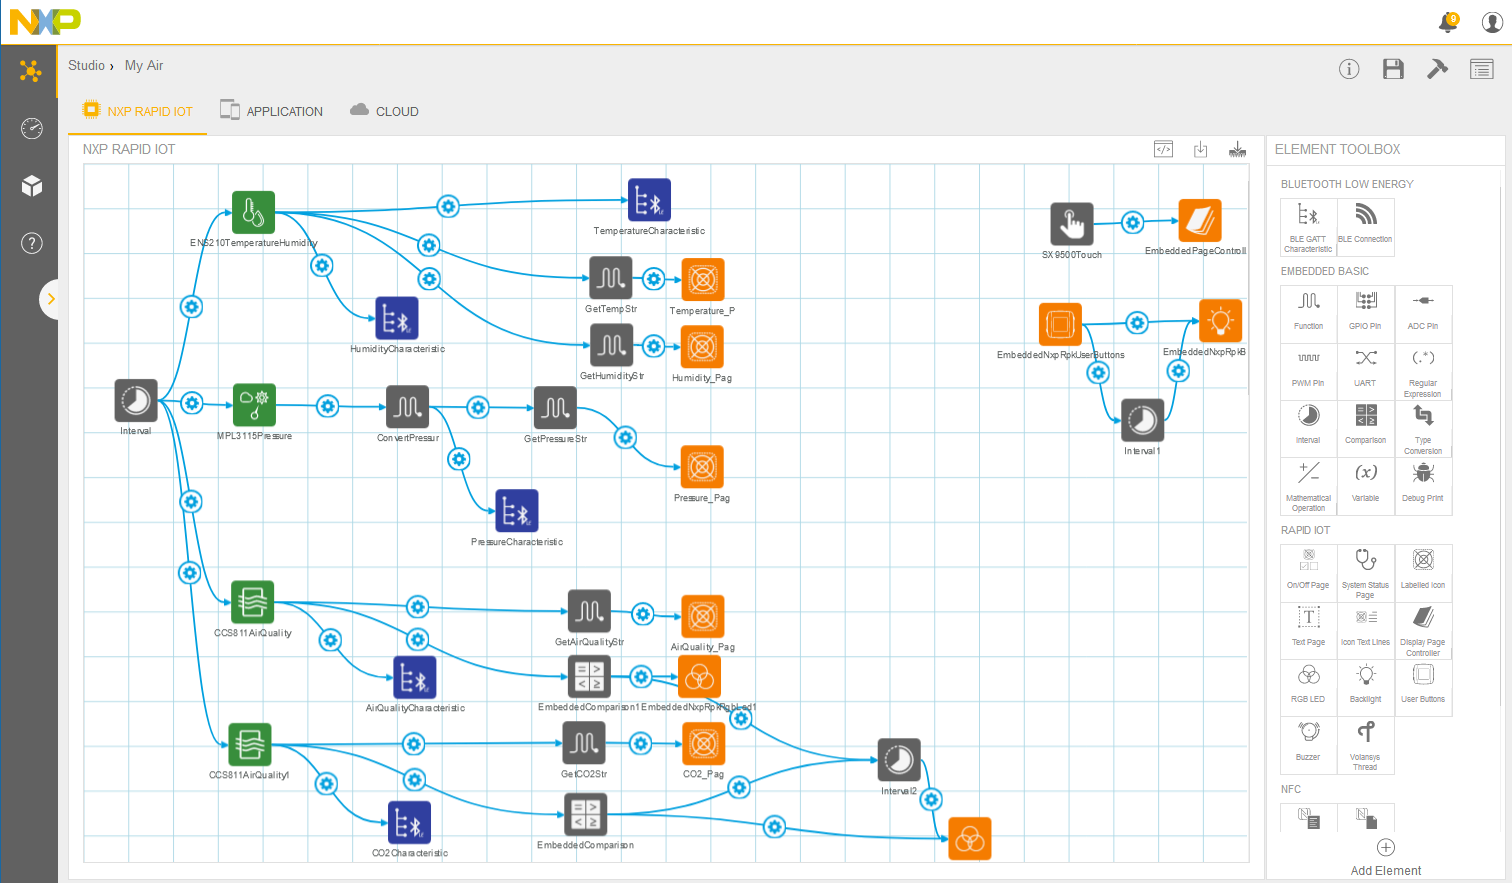 NXP
9
Studio › My Air
NXP RAPID IOT
APPLICATION
CLOUD
NXP RAPID IOT
ELEMENT TOOLBOX
ENS210TemperatureHumidity
TemperatureCharacteristic
SX9500Touch
EmbeddedPageControll
GetTempStr
Temperature_P
HumidityCharacteristic
GetHumidityStr
Humidity_Pag
EmbeddedNxpRpkUserButtons
EmbeddedNxpRpkB
Interval
MPL3115Pressure
ConvertPressur
GetPressureStr
Interval1
Pressure_Pag
PressureCharacteristic
CCS811AirQuality
GetAirQualityStr
AirQuality_Pag
AirQualityCharacteristic
EmbeddedComparison1
EmbeddedNxpRpkRgbLed1
CCS811AirQuality1
GetCO2Str
CO2_Pag
Interval2
CO2Characteristic
EmbeddedComparison
BLUETOOTH LOW ENERGY
BLE GATT
Characteristic
BLE Connection
EMBEDDED BASIC
Function
GPIO Pin
ADC Pin
PWM Pin
UART
(.*)
Regular
Expression
Interval
Comparison
Type
Conversion
(x)
Mathematical
Operation
Variable
Debug Print
RAPID IOT
On/Off Page
System Status
Page
Labelled Icon
T
Text Page
Icon Text Lines
Display Page
Controller
RGB LED
Backlight
User Buttons
Buzzer
Volansys
Thread
NFC
Add Element